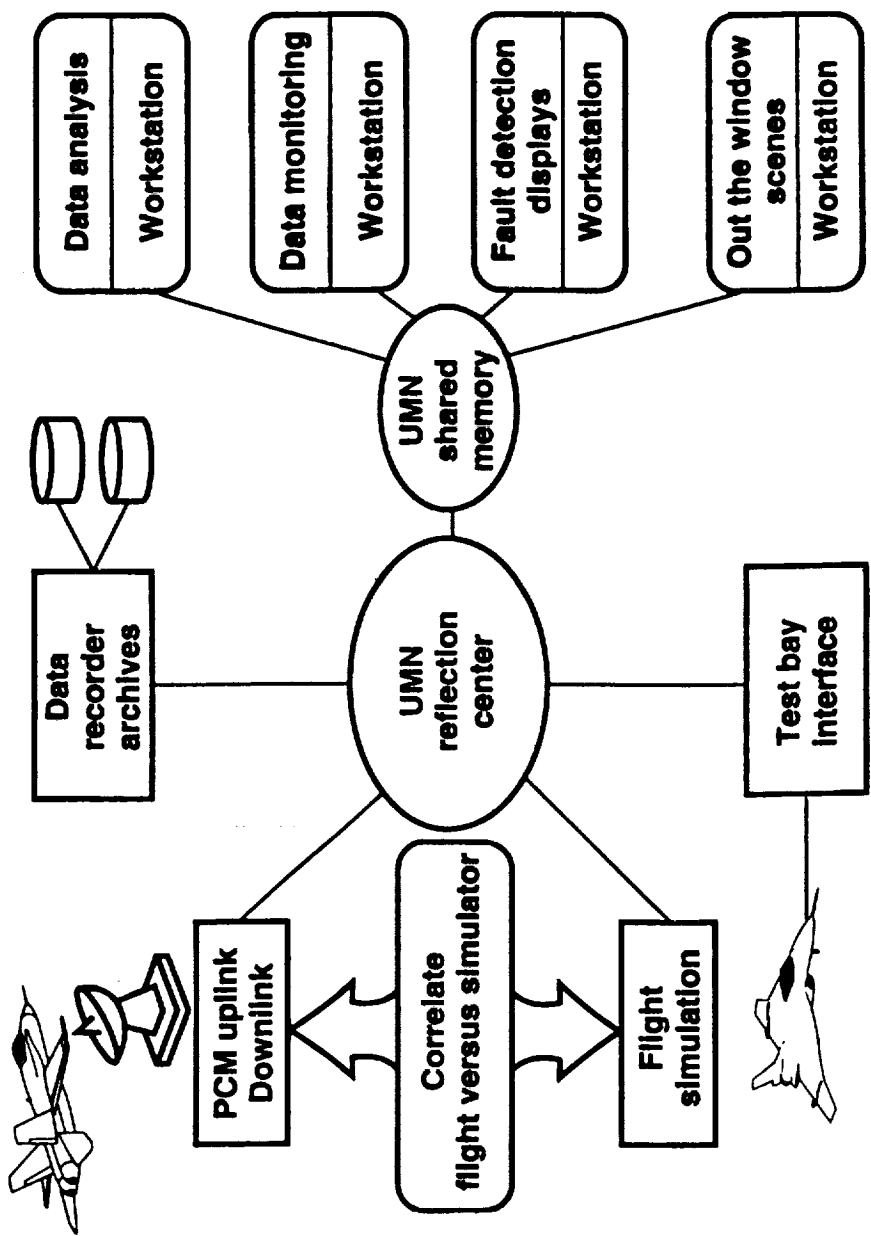 PCM uplink
Downlink
Correlate
flight versus simulator
Flight
simulation
Data
recorder
archives
UMN
reflection
center
Test bay
interface
UMN
shared
memory
Data analysis
Workstation
Data monitoring
Workstation
Fault detection
displays
Workstation
Out the window
scenes
Workstation